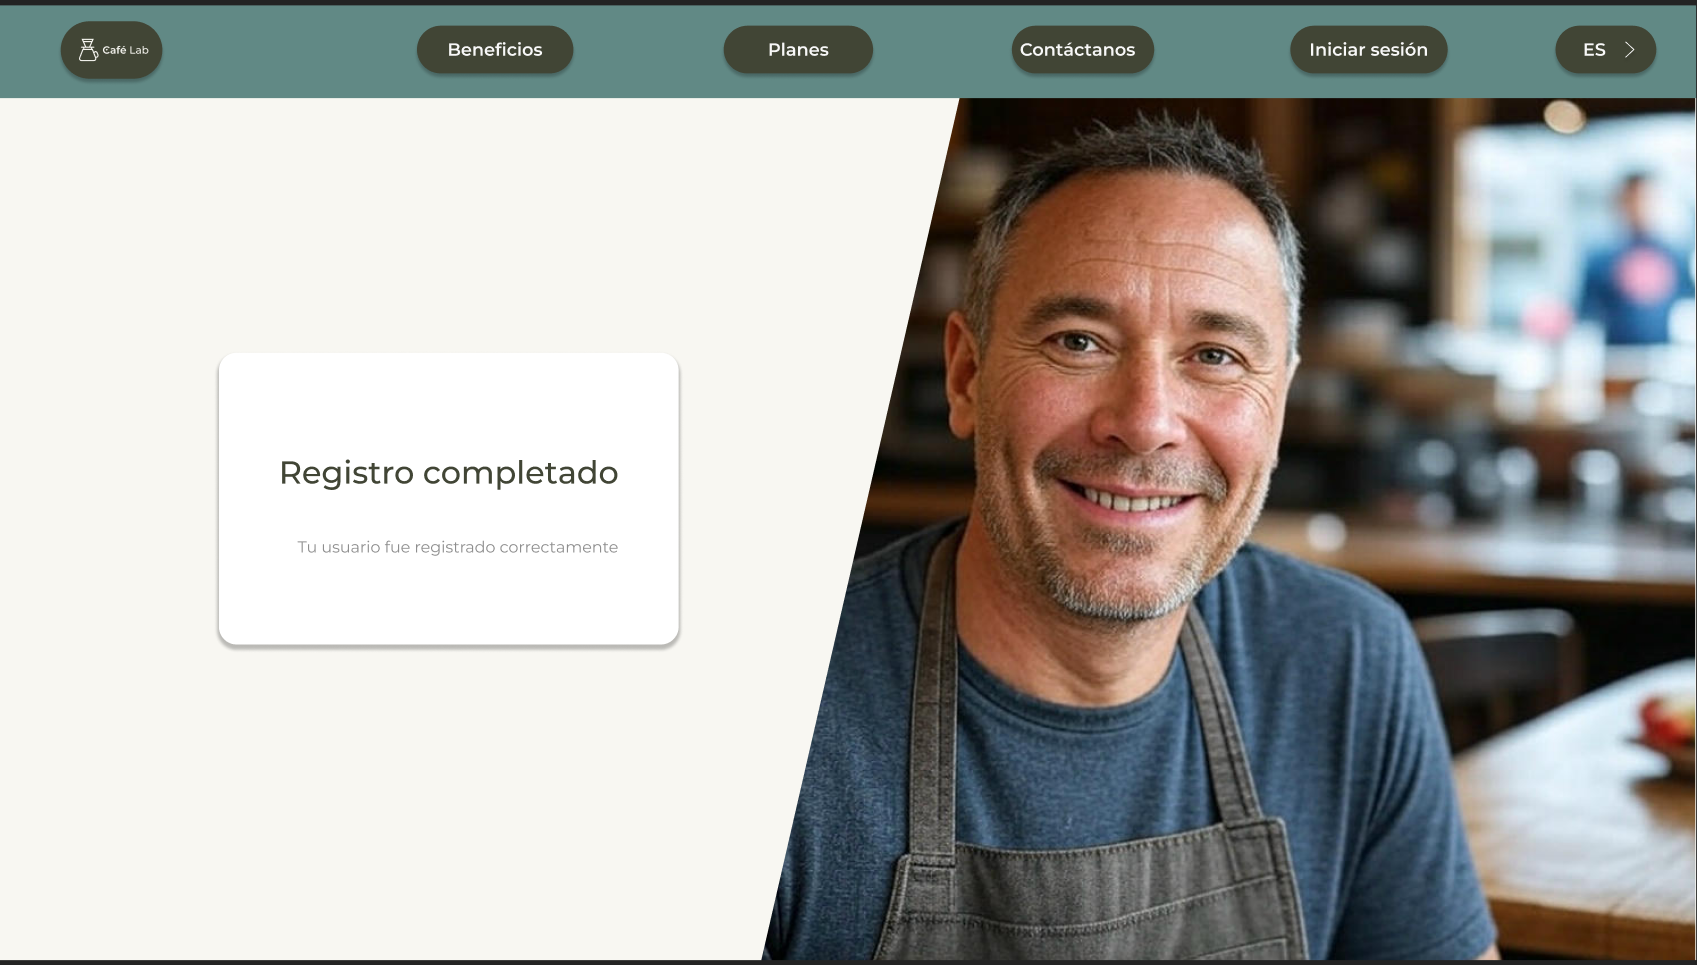 Café Lab
Beneficios
Planes
Contáctanos
Iniciar sesión
ES
Registro completado
Tu usuario fue registrado correctamente